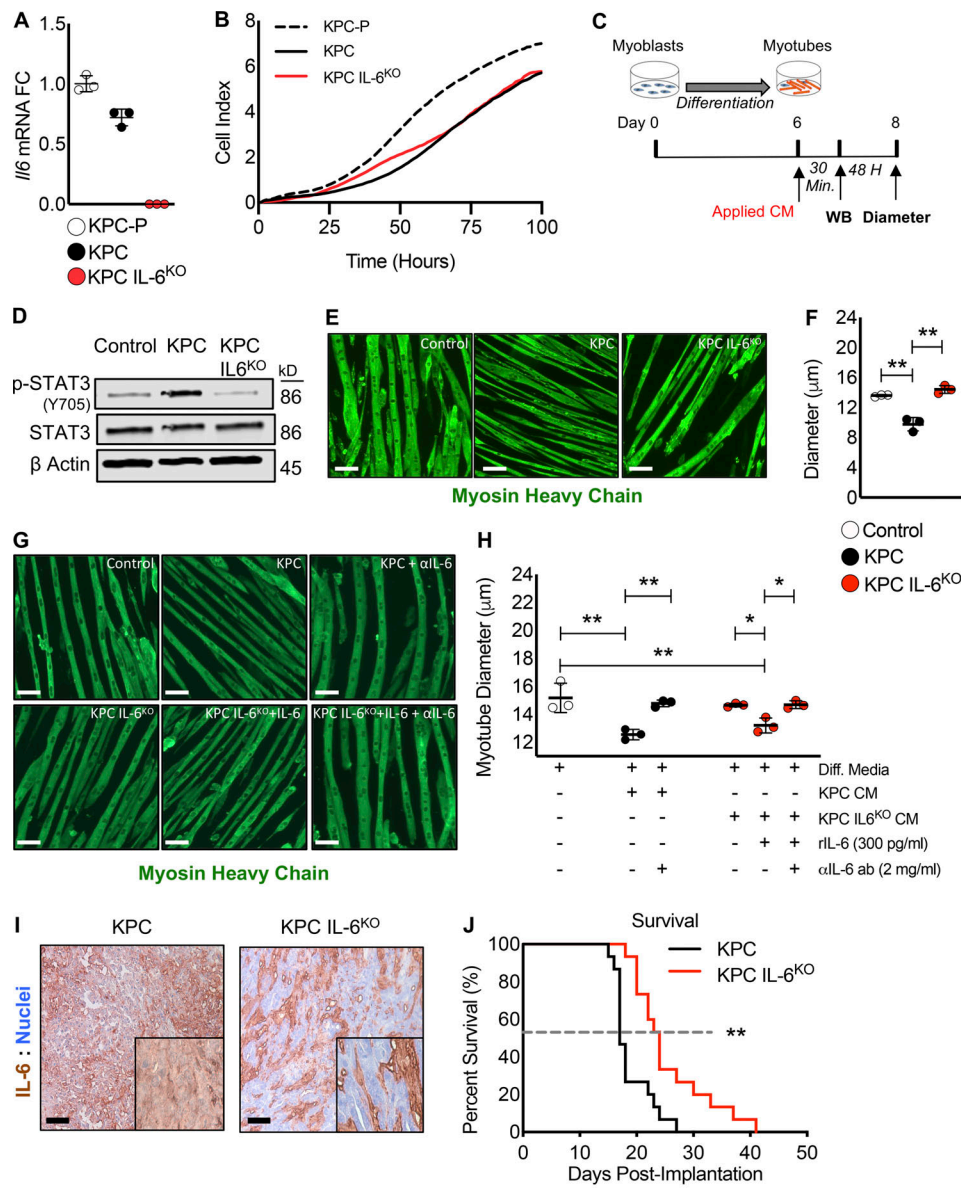 A
Il6 mRNA FC
1.5
1.0
0.5
0.0
KPC-P
KPC
KPC IL-6KO
B
Cell Index
8
6
4
2
0
KPC-P
KPC
KPC IL-6KO
0 25 50 75 100
Time (Hours)
C
Myoblasts
Myotubes
Differentiation
Day 0 6 8
30 Min.
48 H
Applied CM
WB
Diameter
D
Control KPC KPC IL6KO
kD
p-STAT3 (Y705) 86
STAT3 86
β Actin 45
E
Control
KPC
KPC IL-6KO
Myosin Heavy Chain
F
Diameter (μm)
24
20
16
12
8
4
0
** **
Control
KPC
KPC IL-6KO
G
Control
KPC
KPC + αIL-6
KPC IL-6KO
KPC IL-6KO+IL-6
KPC IL-6KO+IL-6 + αIL-6
Myosin Heavy Chain
H
Myotube Diameter (μm)
24
22
20
18
16
14
12
** *
** * 
**
+ + + + + + Diff. Media
- + + - - - KPC CM
- - - + + + KPC IL6KO CM
- - - - + + rIL-6 (300 pg/ml)
- - + - - + αIL-6 ab (2 mg/ml)
I
KPC
KPC IL-6KO
IL-6 : Nuclei
J
Survival
KPC
KPC IL-6KO
Percent Survival (%)
100
80
60
40
20
0
**
0 10 20 30 40 50
Days Post-Implantation